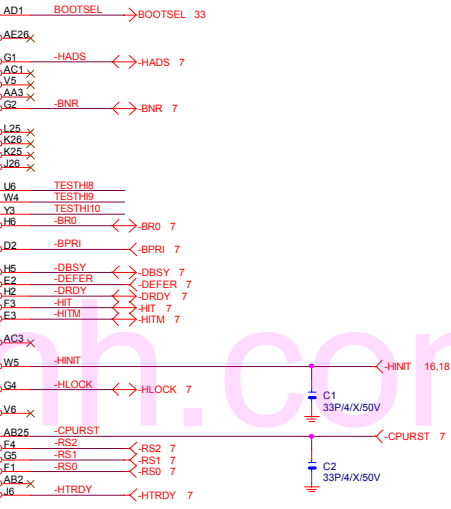 AD1 BOOTSEL BOOTSEL 33
AE26
G1 -HADS -HADS 7
AC1
V5
AA3
G2 -BNR -BNR 7
L25
K26
K25
J26
U6 TESTHI8
W4 TESTHI9
Y3 TESTHI10
H6 -BR0 -BR0 7
D2 -BPRI -BPRI 7
H5 -DBSY -DBSY 7
E2 -DEFER -DEFER 7
H2 -DRDY -DRDY 7
F3 -HIT -HIT 7
E3 -HITM -HITM 7
AC3
W5 -HINIT -HINIT 16,18
G4 -HLOCK -HLOCK 7
C1
33P/4/X/50V
V6
AB25 -CPURST -CPURST 7
F4 -RS2 -RS2 7
G5 -RS1 -RS1 7
F1 -RS0 -RS0 7
C2
33P/4/X/50V
AB2
J6 -HTRDY -HTRDY 7
mh.com